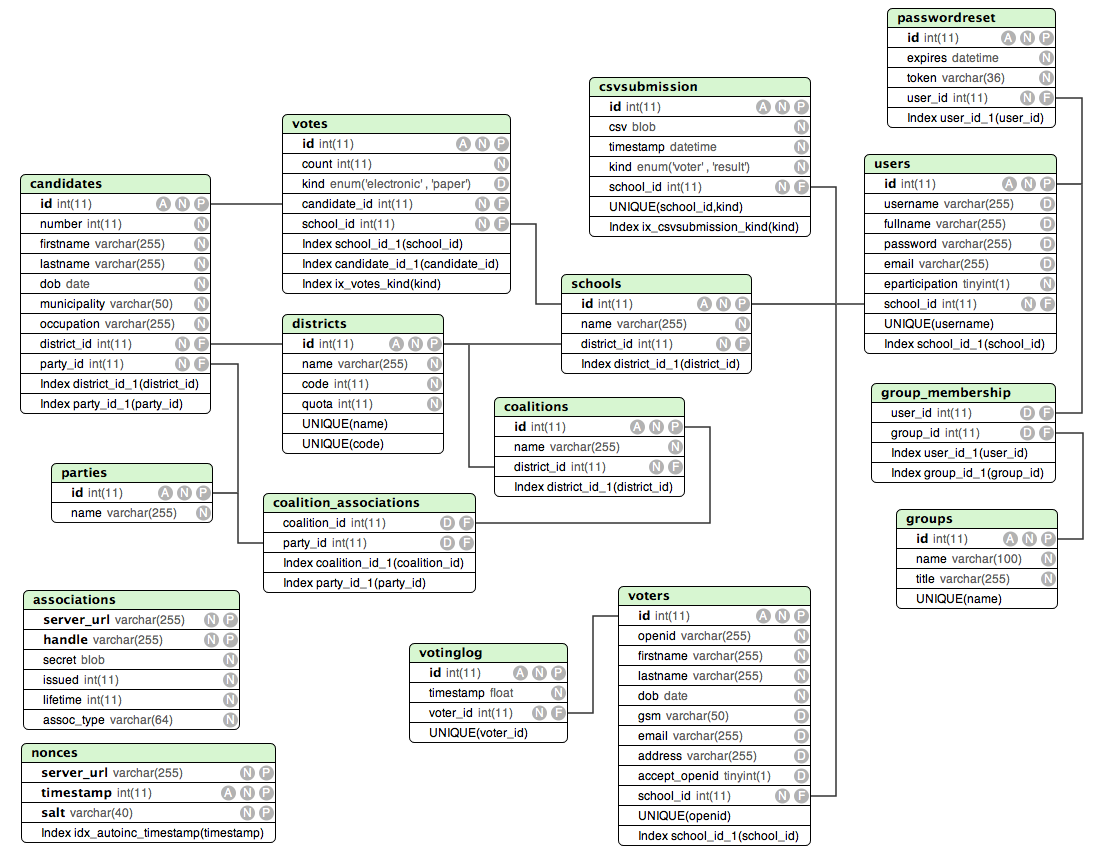 passwordreset
id int(11) A N P
expires datetime N
token varchar(36) N
user_id int(11) N F
Index user_id_1(user_id)
csvsubmission
id int(11) A N P
csv blob N
timestamp datetime N
kind enum('voter' , 'result') N
school_id int(11) N F
UNIQUE(school_id,kind)
Index ix_csvsubmission_kind(kind)
votes
id int(11) A N P
count int(11) N
kind enum('electronic' , 'paper') D
candidate_id int(11) N F
school_id int(11) N F
Index school_id_1(school_id)
Index candidate_id_1(candidate_id)
Index ix_votes_kind(kind)
users
id int(11) A N P
username varchar(255) D
fullname varchar(255) D
password varchar(255) D
email varchar(255) D
eparticipation tinyint(1) N
school_id int(11) N F
UNIQUE(username)
Index school_id_1(school_id)
candidates
id int(11) A N P
number int(11) N
firstname varchar(255) N
lastname varchar(255) N
dob date N
municipality varchar(50) N
occupation varchar(255) N
district_id int(11) N F
party_id int(11) N F
Index district_id_1(district_id)
Index party_id_1(party_id)
schools
id int(11) A N P
name varchar(255) N
district_id int(11) N F
Index district_id_1(district_id)
districts
id int(11) A N P
name varchar(255) N
code int(11) N
quota int(11) N
UNIQUE(name)
UNIQUE(code)
coalitions
id int(11) A N P
name varchar(255) N
district_id int(11) N F
Index district_id_1(district_id)
group_membership
user_id int(11) D F
group_id int(11) D F
Index user_id_1(user_id)
Index group_id_1(group_id)
parties
id int(11) A N P
name varchar(255) N
coalition_associations
coalition_id int(11) D F
party_id int(11) D F
Index coalition_id_1(coalition_id)
Index party_id_1(party_id)
groups
id int(11) A N P
name varchar(100) N
title varchar(255) N
UNIQUE(name)
associations
server_url varchar(255) N P
handle varchar(255) N P
secret blob N
issued int(11) N
lifetime int(11) N
assoc_type varchar(64) N
voters
id int(11) A N P
openid varchar(255) N
firstname varchar(255) N
lastname varchar(255) N
dob date N
gsm varchar(50) D
email varchar(255) D
address varchar(255) D
accept_openid tinyint(1) D
school_id int(11) N F
UNIQUE(openid)
Index school_id_1(school_id)
votinglog
id int(11) A N P
timestamp float N
voter_id int(11) N F
UNIQUE(voter_id)
nonces
server_url varchar(255) N P
timestamp int(11) A N P
salt varchar(40) N P
Index idx_autoinc_timestamp(timestamp)